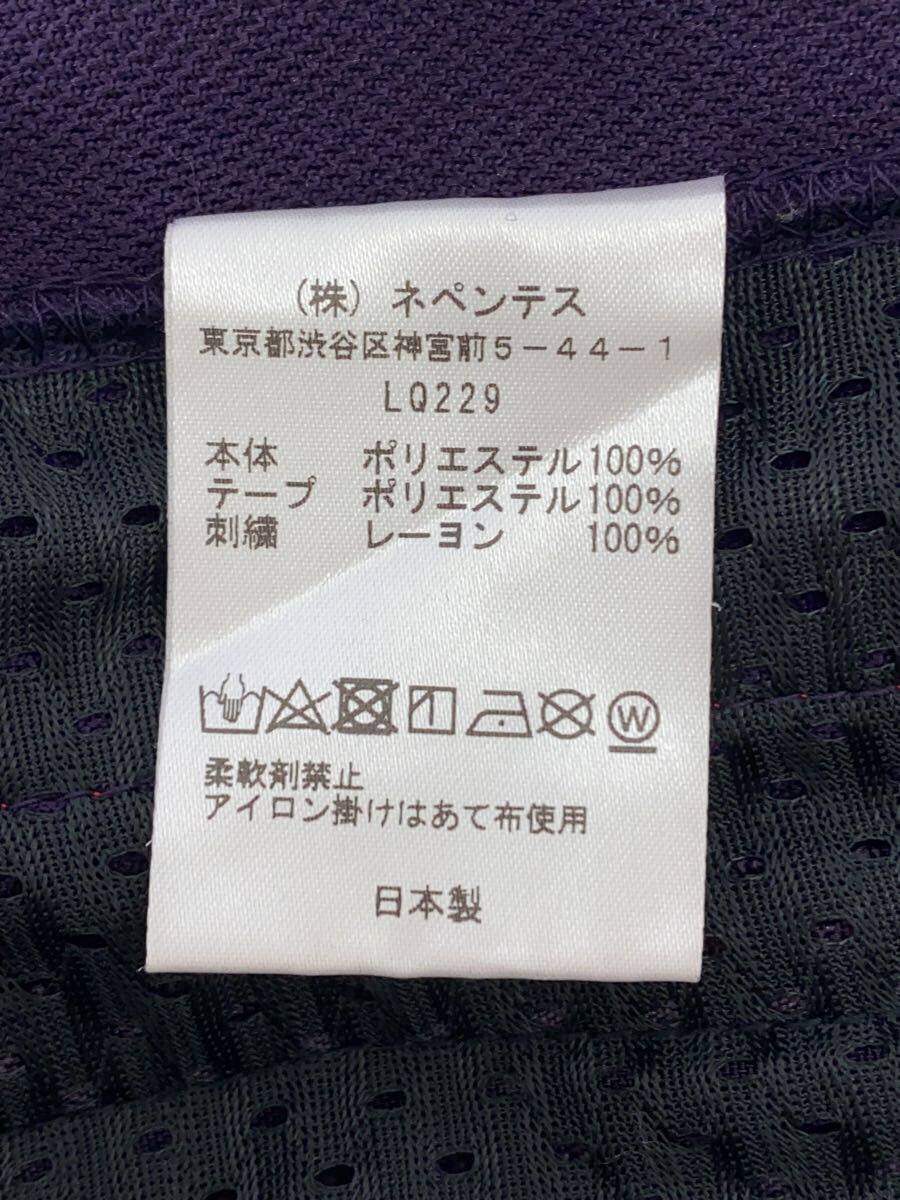 (株) ネペンテス
東京都渋谷区神宮前5-44-1
LQ229
本体 ポリエステル100%
テープ ポリエステル100%
刺繡 レーヨン 100%
W
柔軟剤禁止
アイロン掛けはあて布使用
日本製